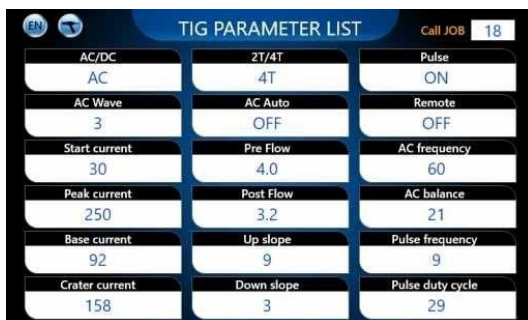 EN TIG PARAMETER LIST Call JOB 18
AC/DC 2T/4T Pulse
AC 4T ON
AC Wave AC Auto Remote
3 OFF OFF
Start current Pre Flow AC frequency
30 4.0 60
Peak current Post Flow AC balance
250 3.2 21
Base current Up slope Pulse frequency
92 9 9
Crater current Down slope Pulse duty cycle
158 3 29